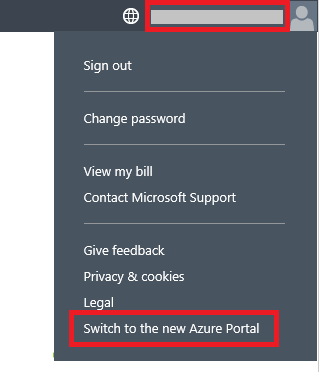 Sign out
Change password
View my bill
Contact Microsoft Support
Give feedback
Privacy & cookies
Legal
Switch to the new Azure Portal